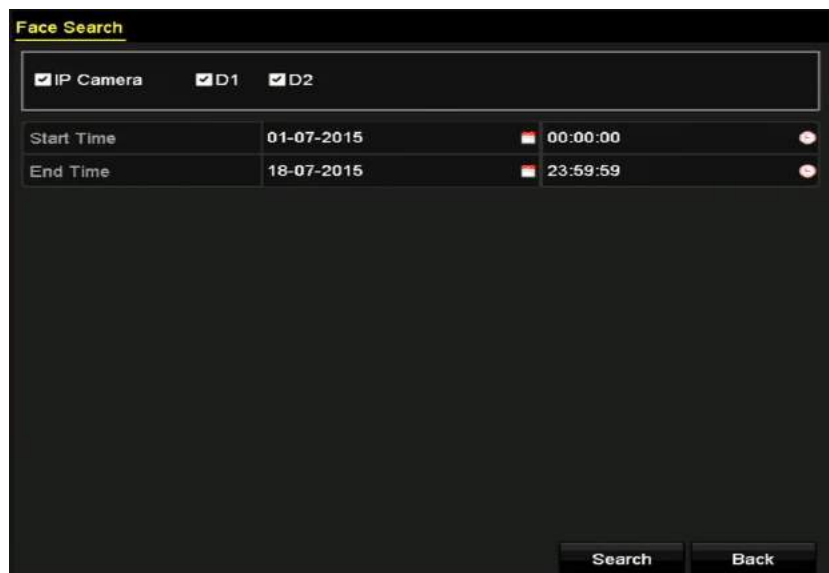 Face Search
IP Camera D1 D2
Start Time 01-07-2015 00:00:00
End Time 18-07-2015 23:59:59
Search Back